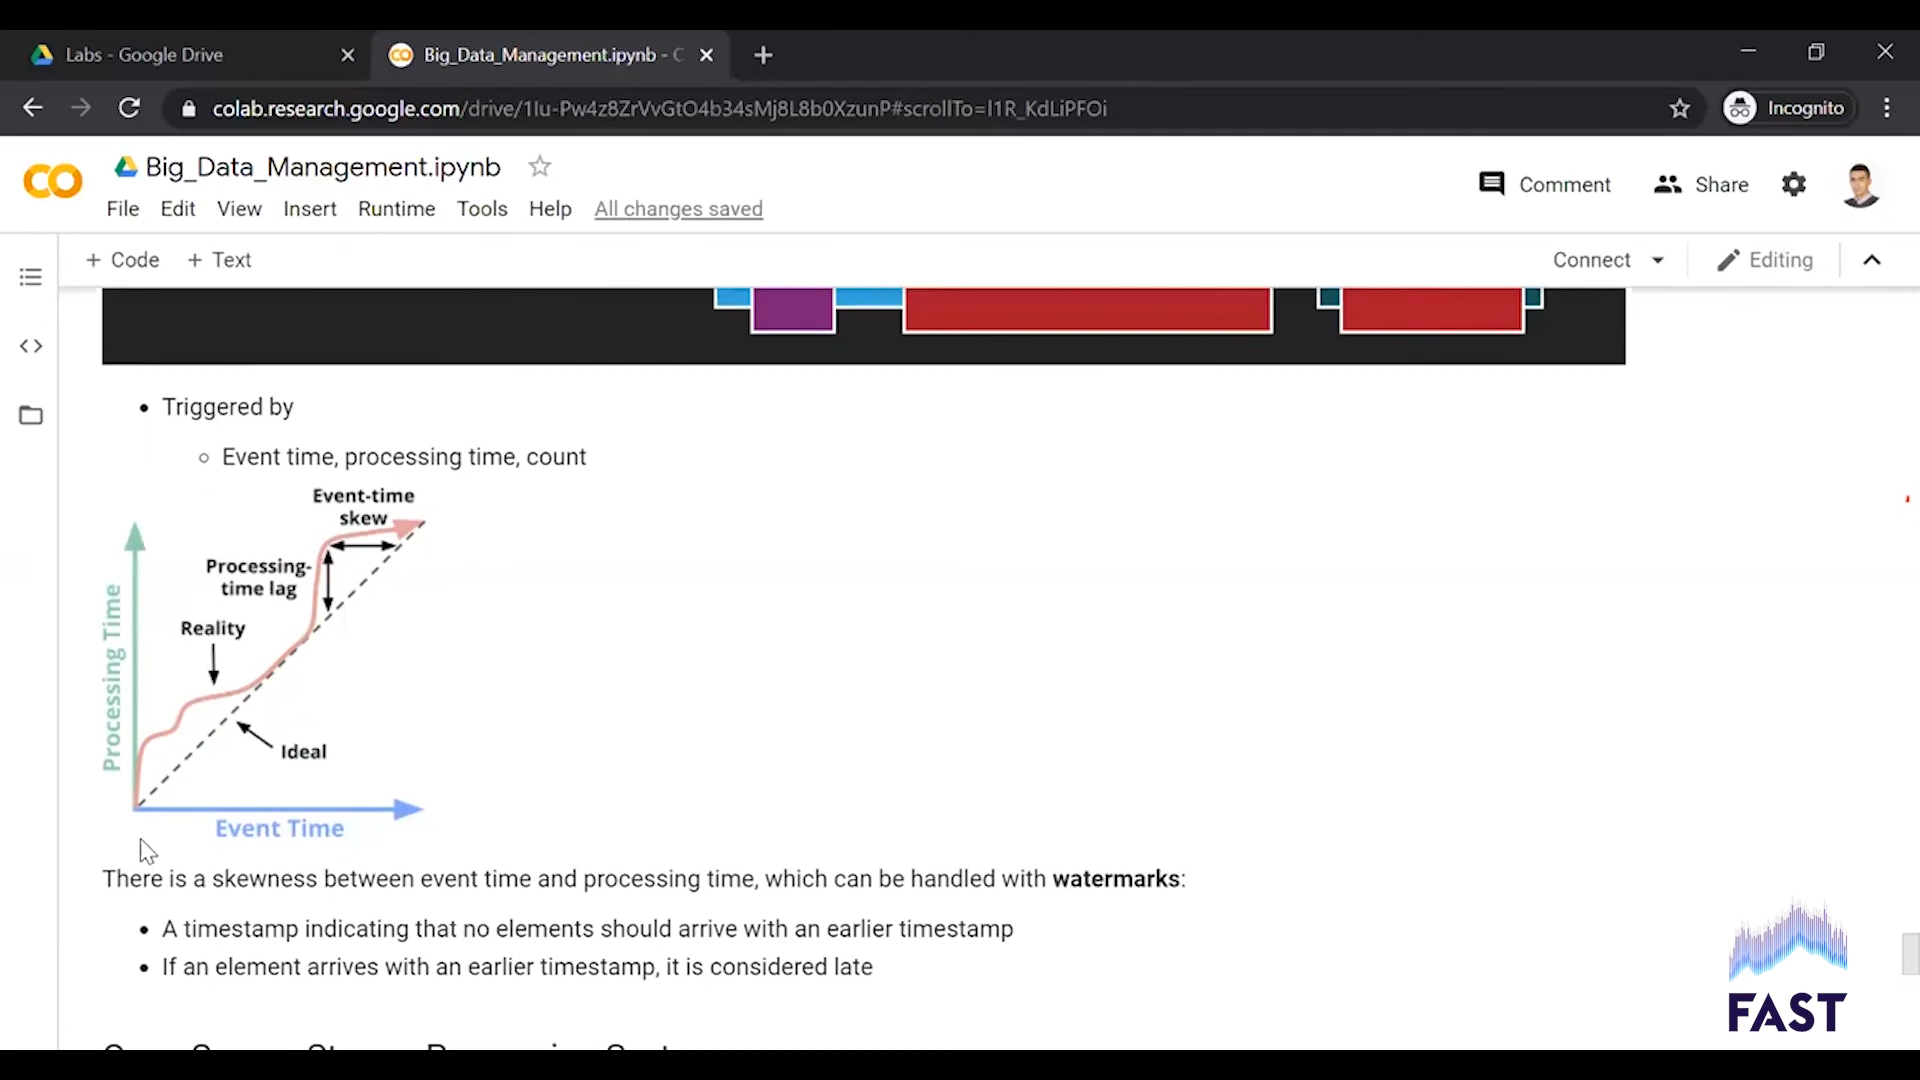 Labs - Google Drive
Big_Data_Management.ipynb - C
colab.research.google.com/drive/1Iu-Pw4z8ZrVvGtO4b34sMj8L8b0XzunP#scrollTo=l1R_KdLiPFOi
Incognito
CO
Big_Data_Management.ipynb
Comment
Share
File Edit View Insert Runtime Tools Help All changes saved
+ Code + Text
Connect
Editing
• Triggered by
○ Event time, processing time, count
Event-time
skew
Processing-
time lag
Reality
Ideal
Processing Time
Event Time
There is a skewness between event time and processing time, which can be handled with watermarks:
• A timestamp indicating that no elements should arrive with an earlier timestamp
• If an element arrives with an earlier timestamp, it is considered late
FAST